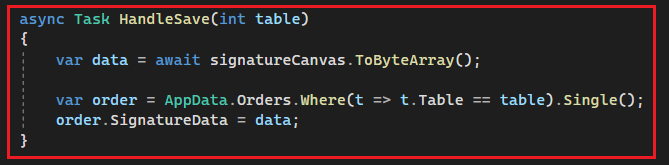 async Task HandleSave(int table)
{
var data = await signatureCanvas.ToByteArray();
var order = AppData.Orders.Where(t => t.Table == table).Single();
order.SignatureData = data;
}